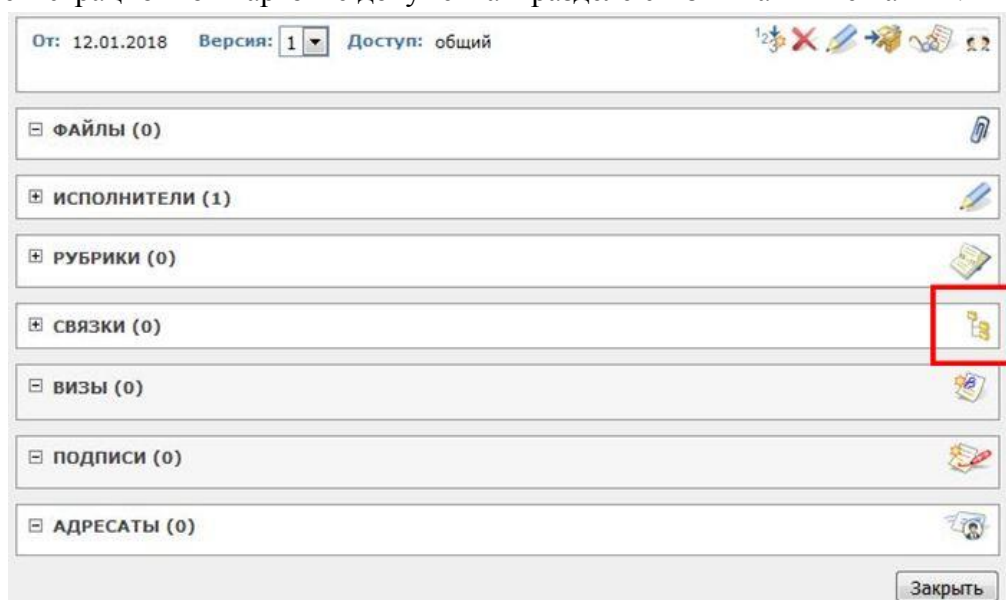 От: 12.01.2018 Версия: 1 Доступ: общий
ФАЙЛЫ (0)
ИСПОЛНИТЕЛИ (1)
РУБРИКИ (0)
СВЯЗКИ (0)
ВИЗЫ (0)
ПОДПИСИ (0)
АДРЕСАТЫ (0)
Закрыть